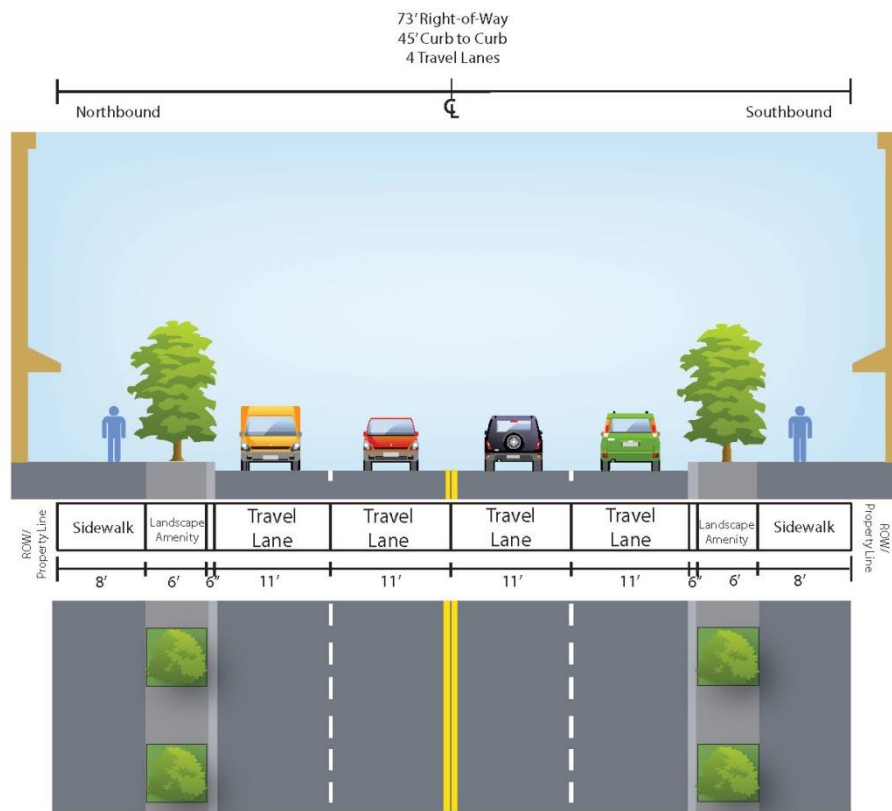 73' Right-of-Way
45' Curb to Curb
4 Travel Lanes
Northbound
℄
Southbound
ROW/
Property Line
Sidewalk
Landscape
Amenity
Travel
Lane
Travel
Lane
Travel
Lane
Travel
Lane
Landscape
Amenity
Sidewalk
ROW/
Property Line
8' 6' 6" 11' 11' 11' 11' 6" 6' 8'